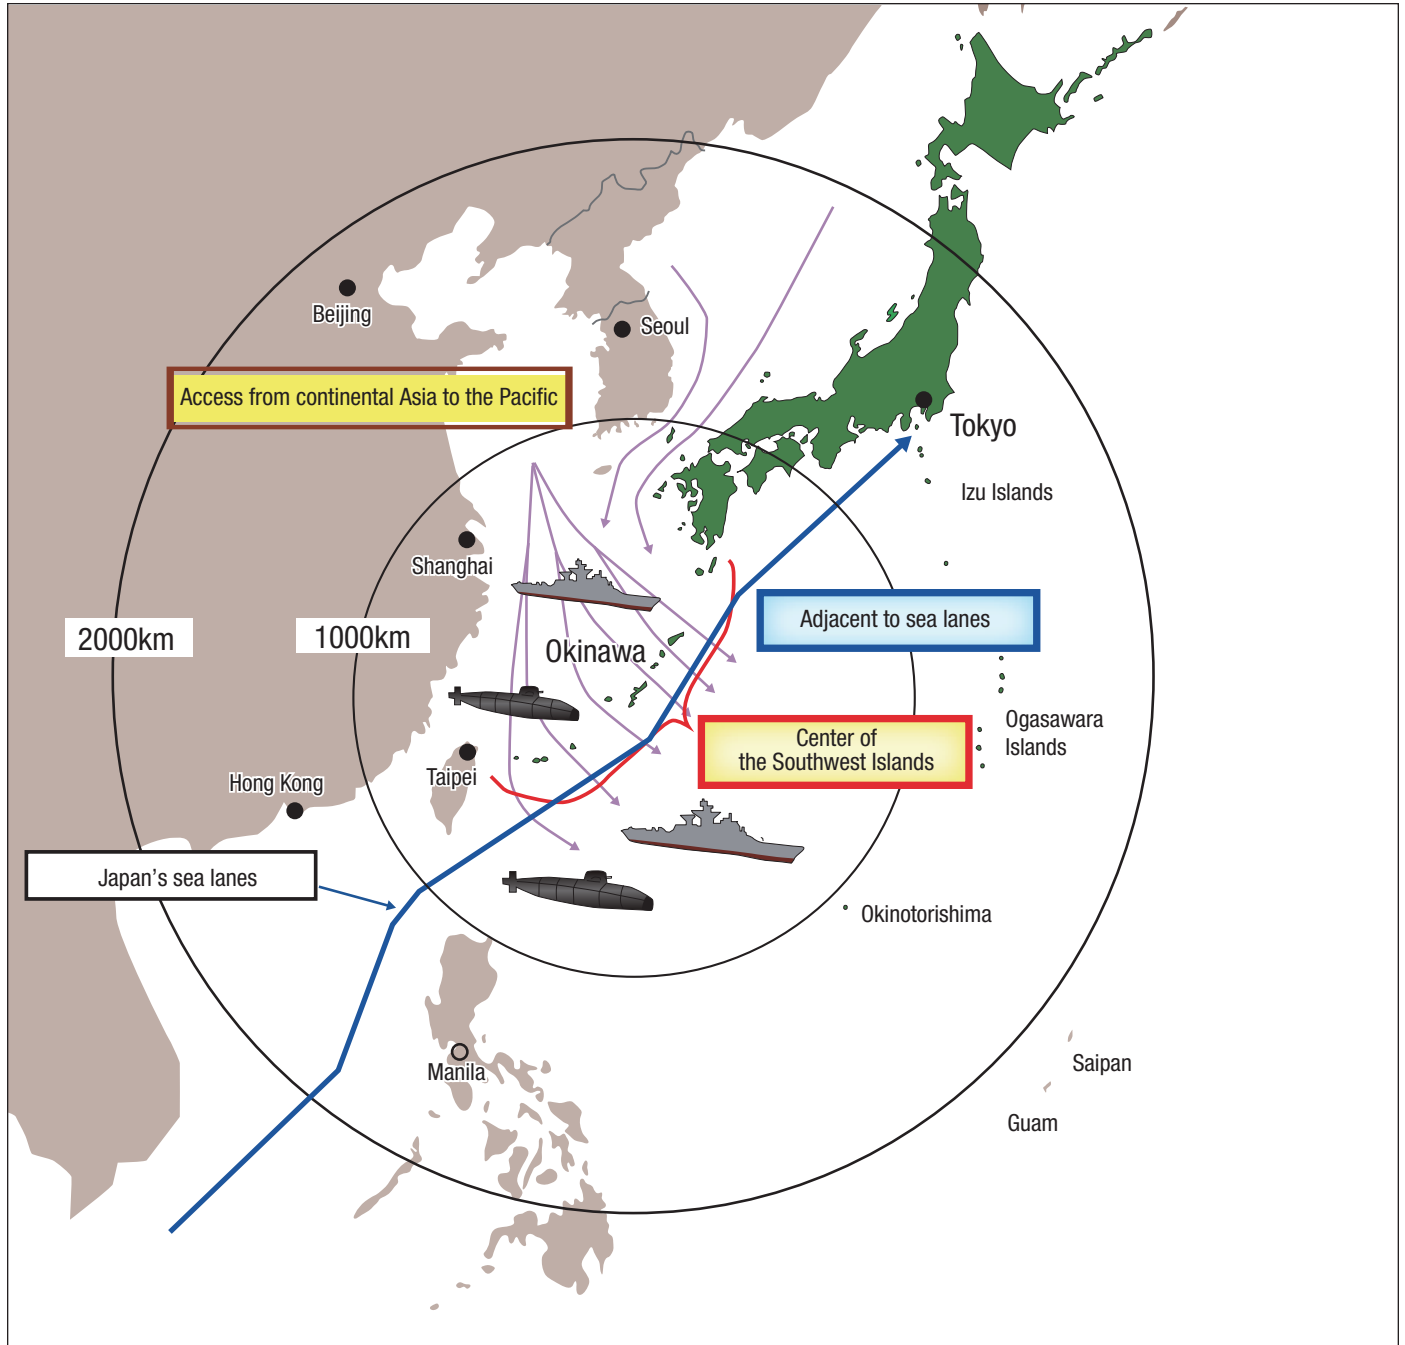 Beijing
Seoul
Access from continental Asia to the Pacific
Tokyo
Izu Islands
Shanghai
2000km
1000km
Okinawa
Adjacent to sea lanes
Ogasawara
Islands
Center of
the Southwest Islands
Taipei
Hong Kong
Japan's sea lanes
Okinotorishima
Manila
Saipan
Guam